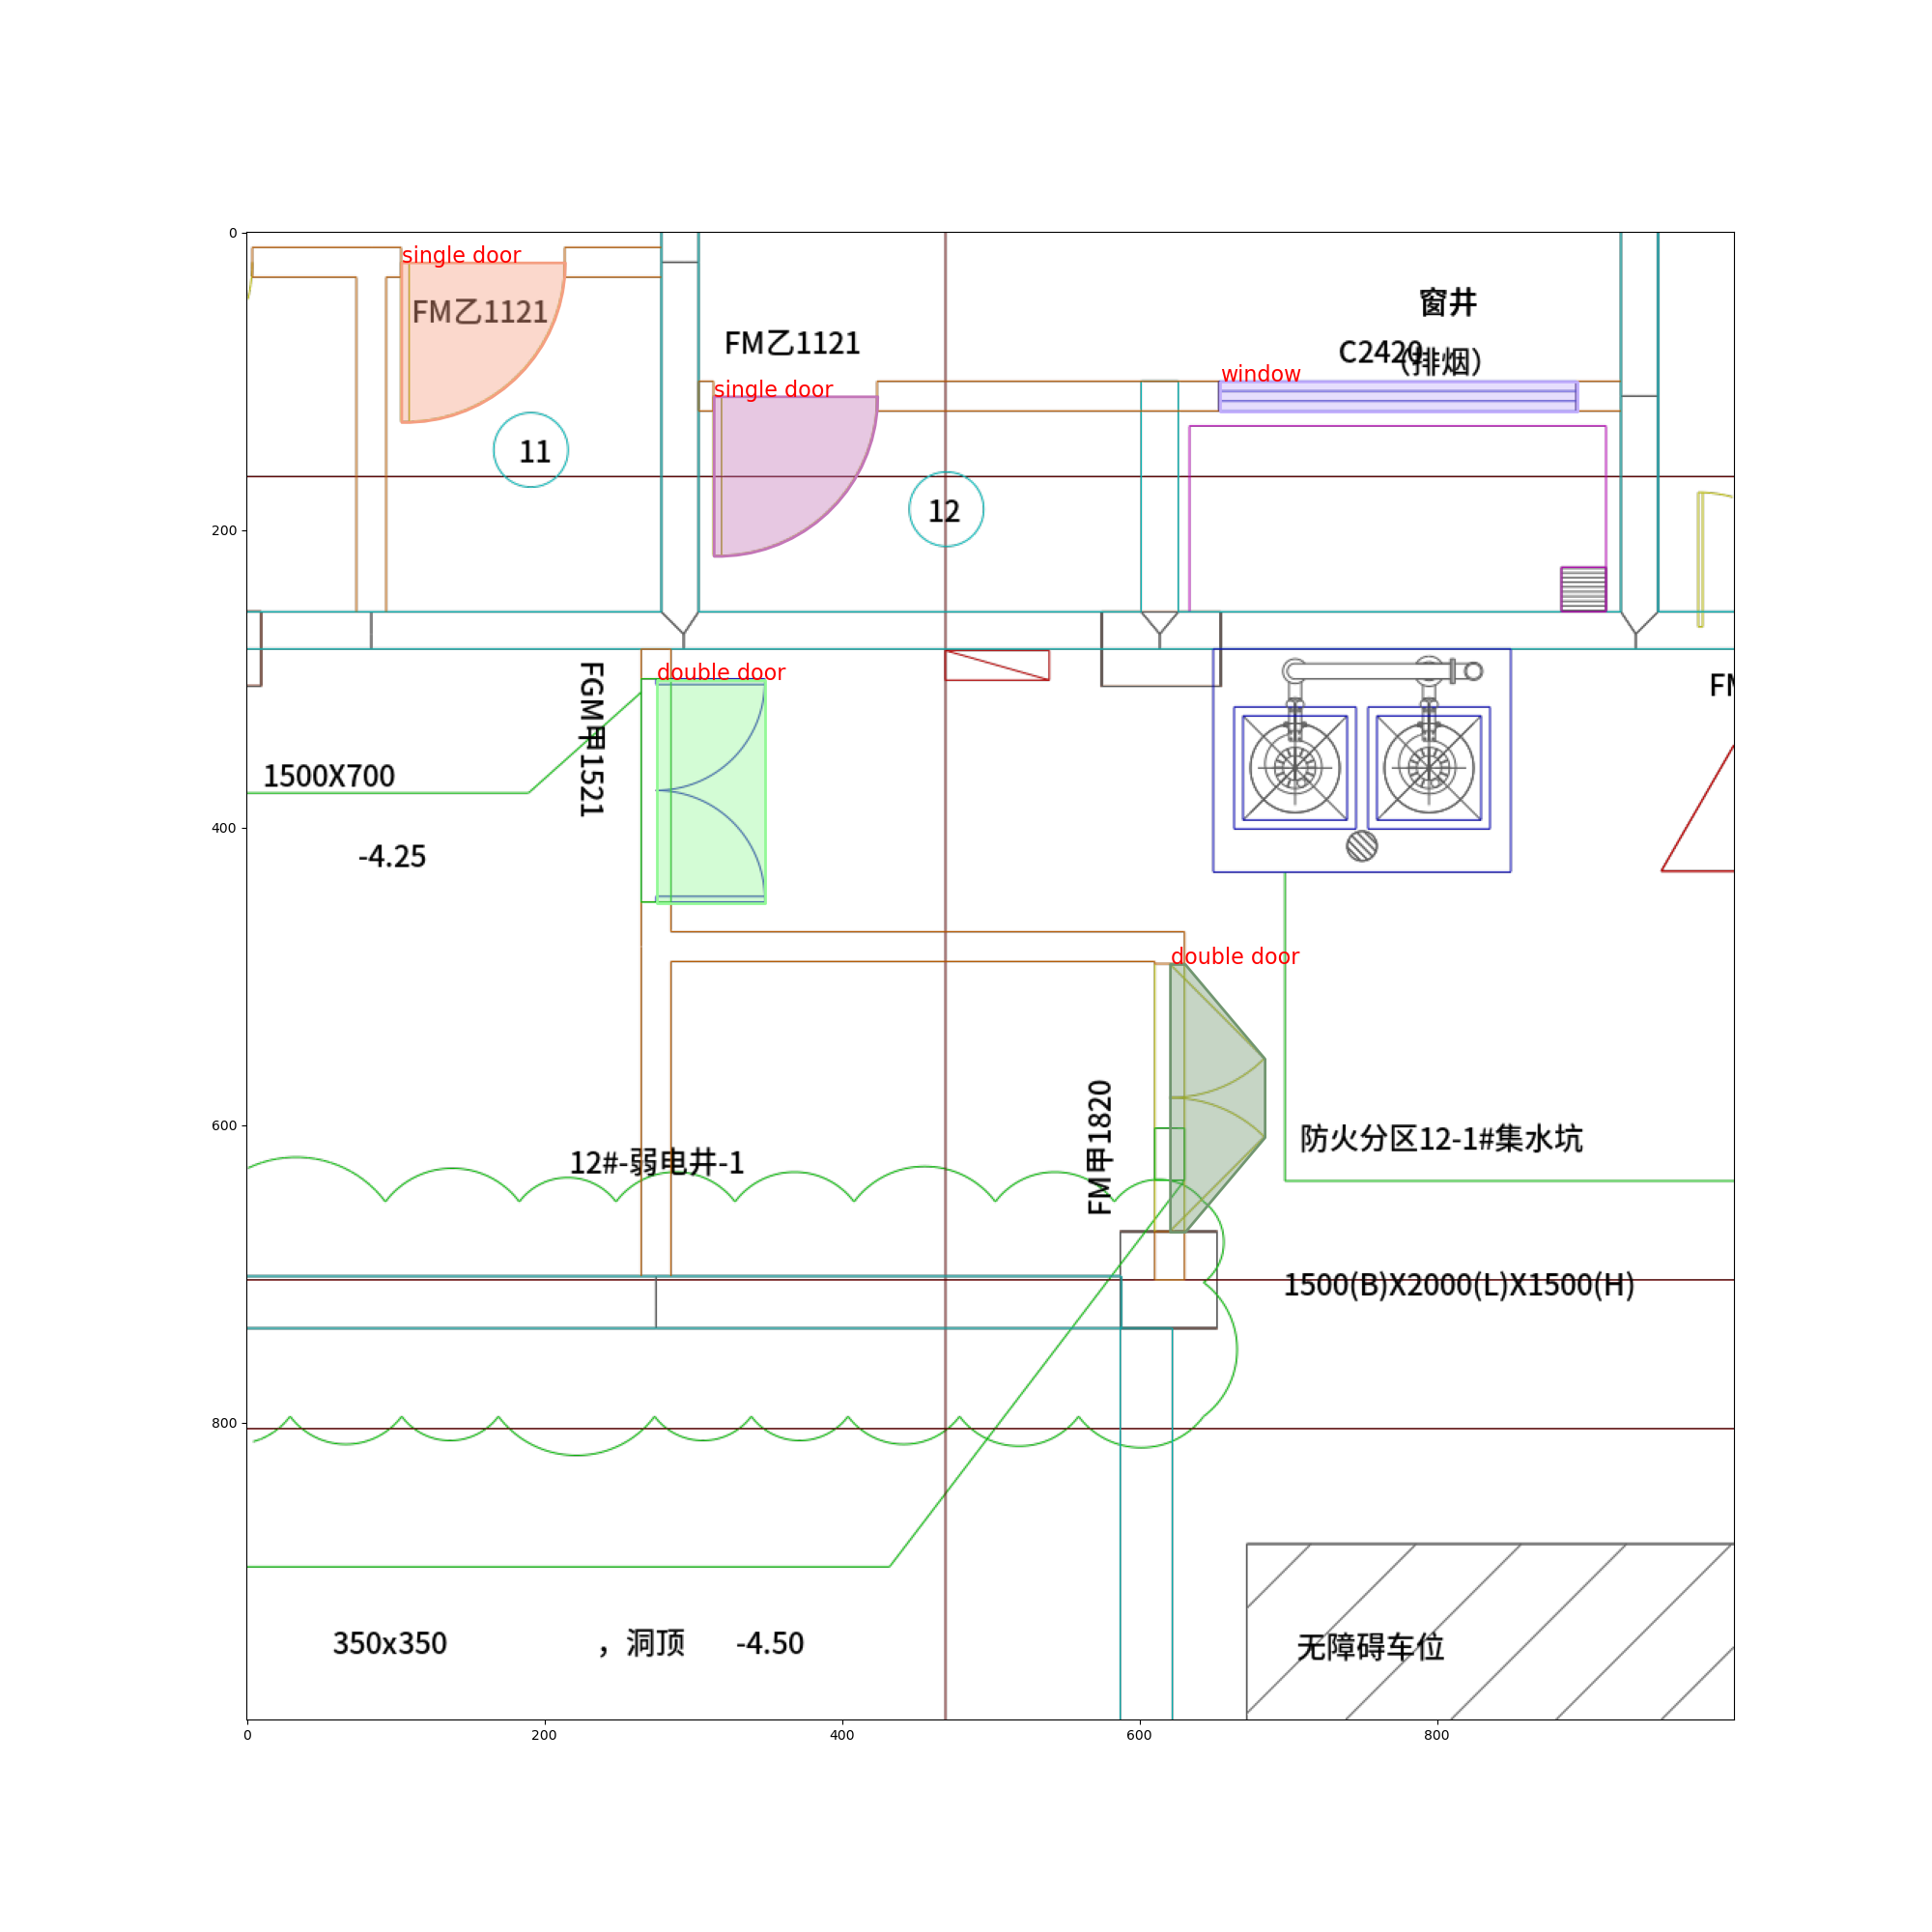 0
single door
FM乙1121
窗井
FM乙1121
C2420
(排烟)
window
single door
11
12
200
double door
FGM甲1521
FM
1500X700
400
-4.25
double door
FM甲1820
600
防火分区12-1#集水坑
12#-弱电井-1
1500(B)X2000(L)X1500(H)
800
350x350 ，洞顶 -4.50
无障碍车位
0 200 400 600 800